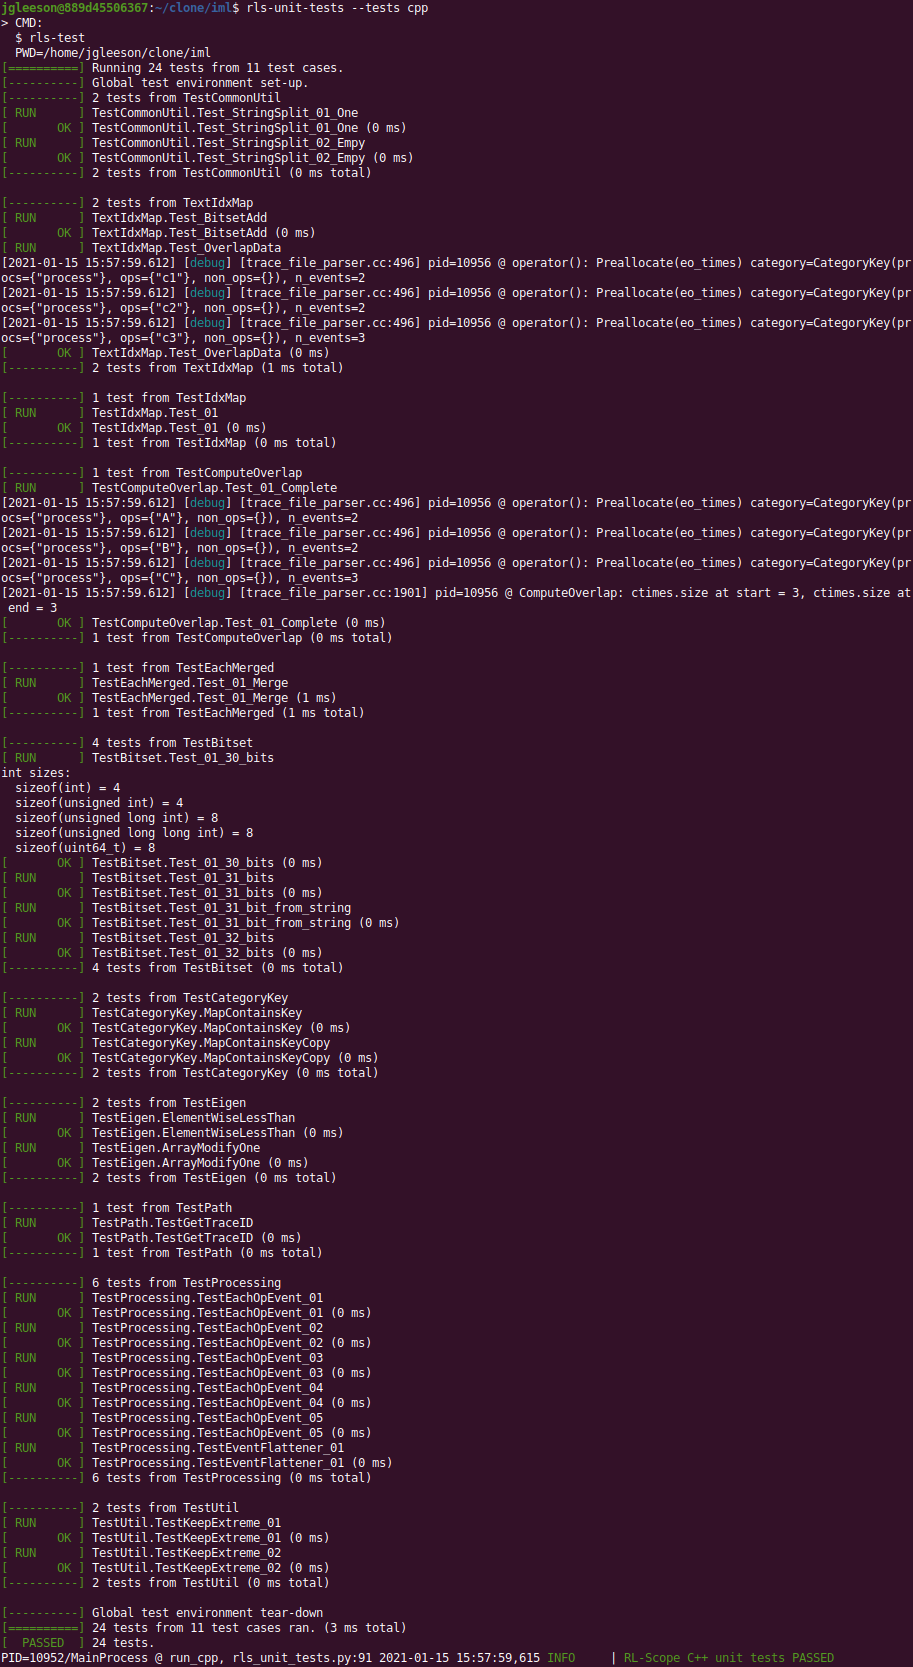 jgleeson@889d45506367:~/clone/iml$ rls-unit-tests --tests cpp
> CMD:
  $ rls-test
  PWD=/home/jgleeson/clone/iml
[==========] Running 24 tests from 11 test cases.
[----------] Global test environment set-up.
[----------] 2 tests from TestCommonUtil
[ RUN      ] TestCommonUtil.Test_StringSplit_01_One
[       OK ] TestCommonUtil.Test_StringSplit_01_One (0 ms)
[ RUN      ] TestCommonUtil.Test_StringSplit_02_Empy
[       OK ] TestCommonUtil.Test_StringSplit_02_Empy (0 ms)
[----------] 2 tests from TestCommonUtil (0 ms total)

[----------] 2 tests from TextIdxMap
[ RUN      ] TextIdxMap.Test_BitsetAdd
[       OK ] TextIdxMap.Test_BitsetAdd (0 ms)
[ RUN      ] TextIdxMap.Test_OverlapData
[2021-01-15 15:57:59.612] [debug] [trace_file_parser.cc:496] pid=10956 @ operator(): Preallocate(eo_times) category=CategoryKey(pr
ocs={"process"}, ops={"c1"}, non_ops={}), n_events=2
[2021-01-15 15:57:59.612] [debug] [trace_file_parser.cc:496] pid=10956 @ operator(): Preallocate(eo_times) category=CategoryKey(pr
ocs={"process"}, ops={"c2"}, non_ops={}), n_events=2
[2021-01-15 15:57:59.612] [debug] [trace_file_parser.cc:496] pid=10956 @ operator(): Preallocate(eo_times) category=CategoryKey(pr
ocs={"process"}, ops={"c3"}, non_ops={}), n_events=3
[       OK ] TextIdxMap.Test_OverlapData (0 ms)
[----------] 2 tests from TextIdxMap (1 ms total)

[----------] 1 test from TestIdxMap
[ RUN      ] TestIdxMap.Test_01
[       OK ] TestIdxMap.Test_01 (0 ms)
[----------] 1 test from TestIdxMap (0 ms total)

[----------] 1 test from TestComputeOverlap
[ RUN      ] TestComputeOverlap.Test_01_Complete
[2021-01-15 15:57:59.612] [debug] [trace_file_parser.cc:496] pid=10956 @ operator(): Preallocate(eo_times) category=CategoryKey(pr
ocs={"process"}, ops={"A"}, non_ops={}), n_events=2
[2021-01-15 15:57:59.612] [debug] [trace_file_parser.cc:496] pid=10956 @ operator(): Preallocate(eo_times) category=CategoryKey(pr
ocs={"process"}, ops={"B"}, non_ops={}), n_events=2
[2021-01-15 15:57:59.612] [debug] [trace_file_parser.cc:496] pid=10956 @ operator(): Preallocate(eo_times) category=CategoryKey(pr
ocs={"process"}, ops={"C"}, non_ops={}), n_events=3
[2021-01-15 15:57:59.612] [debug] [trace_file_parser.cc:1901] pid=10956 @ ComputeOverlap: ctimes.size at start = 3, ctimes.size at
 end = 3
[       OK ] TestComputeOverlap.Test_01_Complete (0 ms)
[----------] 1 test from TestComputeOverlap (0 ms total)

[----------] 1 test from TestEachMerged
[ RUN      ] TestEachMerged.Test_01_Merge
[       OK ] TestEachMerged.Test_01_Merge (1 ms)
[----------] 1 test from TestEachMerged (1 ms total)

[----------] 4 tests from TestBitset
[ RUN      ] TestBitset.Test_01_30_bits
int sizes:
  sizeof(int) = 4
  sizeof(unsigned int) = 4
  sizeof(unsigned long int) = 8
  sizeof(unsigned long long int) = 8
  sizeof(uint64_t) = 8
[       OK ] TestBitset.Test_01_30_bits (0 ms)
[ RUN      ] TestBitset.Test_01_31_bits
[       OK ] TestBitset.Test_01_31_bits (0 ms)
[ RUN      ] TestBitset.Test_01_31_bit_from_string
[       OK ] TestBitset.Test_01_31_bit_from_string (0 ms)
[ RUN      ] TestBitset.Test_01_32_bits
[       OK ] TestBitset.Test_01_32_bits (0 ms)
[----------] 4 tests from TestBitset (0 ms total)

[----------] 2 tests from TestCategoryKey
[ RUN      ] TestCategoryKey.MapContainsKey
[       OK ] TestCategoryKey.MapContainsKey (0 ms)
[ RUN      ] TestCategoryKey.MapContainsKeyCopy
[       OK ] TestCategoryKey.MapContainsKeyCopy (0 ms)
[----------] 2 tests from TestCategoryKey (0 ms total)

[----------] 2 tests from TestEigen
[ RUN      ] TestEigen.ElementWiseLessThan
[       OK ] TestEigen.ElementWiseLessThan (0 ms)
[ RUN      ] TestEigen.ArrayModifyOne
[       OK ] TestEigen.ArrayModifyOne (0 ms)
[----------] 2 tests from TestEigen (0 ms total)

[----------] 1 test from TestPath
[ RUN      ] TestPath.TestGetTraceID
[       OK ] TestPath.TestGetTraceID (0 ms)
[----------] 1 test from TestPath (0 ms total)

[----------] 6 tests from TestProcessing
[ RUN      ] TestProcessing.TestEachOpEvent_01
[       OK ] TestProcessing.TestEachOpEvent_01 (0 ms)
[ RUN      ] TestProcessing.TestEachOpEvent_02
[       OK ] TestProcessing.TestEachOpEvent_02 (0 ms)
[ RUN      ] TestProcessing.TestEachOpEvent_03
[       OK ] TestProcessing.TestEachOpEvent_03 (0 ms)
[ RUN      ] TestProcessing.TestEachOpEvent_04
[       OK ] TestProcessing.TestEachOpEvent_04 (0 ms)
[ RUN      ] TestProcessing.TestEachOpEvent_05
[       OK ] TestProcessing.TestEachOpEvent_05 (0 ms)
[ RUN      ] TestProcessing.TestEventFlattener_01
[       OK ] TestProcessing.TestEventFlattener_01 (0 ms)
[----------] 6 tests from TestProcessing (0 ms total)

[----------] 2 tests from TestUtil
[ RUN      ] TestUtil.TestKeepExtreme_01
[       OK ] TestUtil.TestKeepExtreme_01 (0 ms)
[ RUN      ] TestUtil.TestKeepExtreme_02
[       OK ] TestUtil.TestKeepExtreme_02 (0 ms)
[----------] 2 tests from TestUtil (0 ms total)

[----------] Global test environment tear-down
[==========] 24 tests from 11 test cases ran. (3 ms total)
[  PASSED  ] 24 tests.
PID=10952/MainProcess @ run_cpp, rls_unit_tests.py:91 2021-01-15 15:57:59,615 INFO     | RL-Scope C++ unit tests PASSED